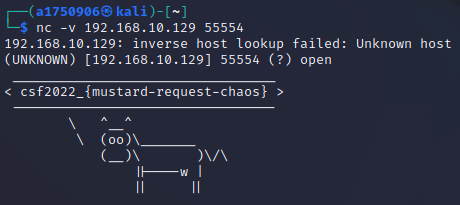 ┌──(a1750906㉿kali)-[~]
└─$ nc -v 192.168.10.129 55554
192.168.10.129: inverse host lookup failed: Unknown host
(UNKNOWN) [192.168.10.129] 55554 (?) open
 _________________________________
< csf2022_{mustard-request-chaos} >
 ---------------------------------
        \   ^__^
         \  (oo)\_______
            (__)\       )\/\
                ||----w |
                ||     ||